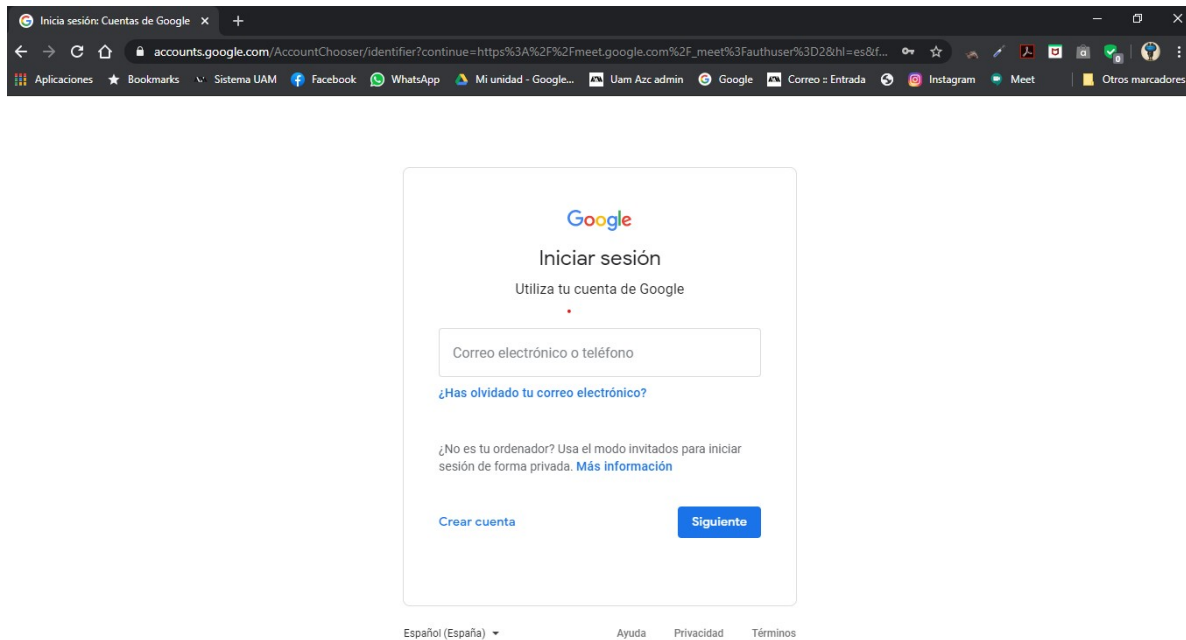 Inicia sesión: Cuentas de Google
accounts.google.com/AccountChooser/identifier?continue=https%3A%2F%2Fmeet.google.com%2F_meet%3Fauthuser%3D2&hl=es&f...
Aplicaciones Bookmarks Sistema UAM Facebook WhatsApp Mi unidad - Google... Uam Azc admin Google Correo :: Entrada Instagram Meet Otros marcadores
Google
Iniciar sesión
Utiliza tu cuenta de Google
Correo electrónico o teléfono
¿Has olvidado tu correo electrónico?
¿No es tu ordenador? Usa el modo invitados para iniciar
sesión de forma privada. Más información
Crear cuenta Siguiente
Español (España) Ayuda Privacidad Términos